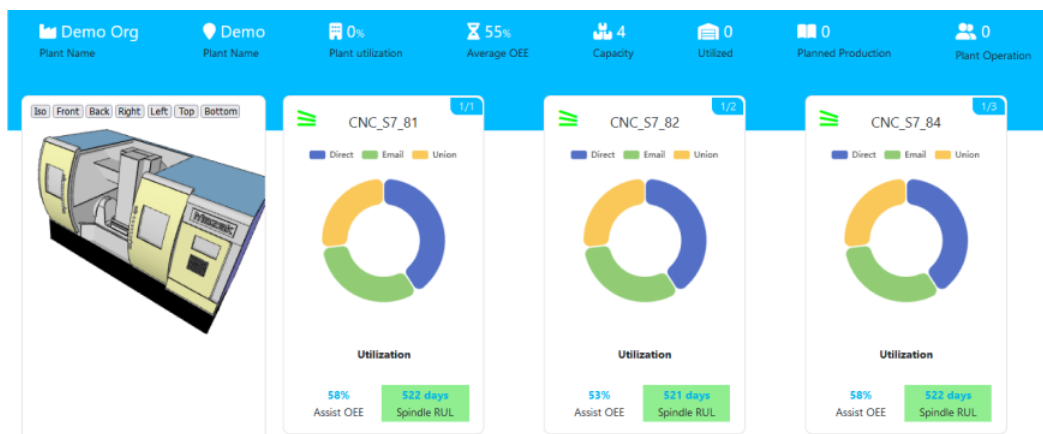 Demo Org
Plant Name
Demo
Plant Name
0%
Plant utilization
55%
Average OEE
4
Capacity
0
Utilized
0
Planned Production
0
Plant Operation
Iso Front Back Right Left Top Bottom
Mazak
1/1
CNC_S7_81
Direct Email Union
Utilization
58%
Assist OEE
522 days
Spindle RUL
1/2
CNC_S7_82
Direct Email Union
Utilization
53%
Assist OEE
521 days
Spindle RUL
1/3
CNC_S7_84
Direct Email Union
Utilization
58%
Assist OEE
522 days
Spindle RUL